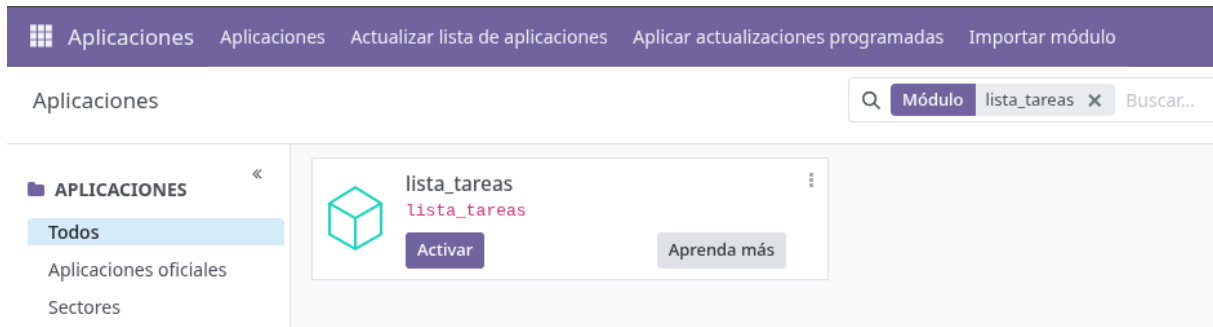 Aplicaciones Aplicaciones Actualizar lista de aplicaciones Aplicar actualizaciones programadas Importar módulo
Aplicaciones
Módulo lista_tareas Buscar...
APLICACIONES
Todos
Aplicaciones oficiales
Sectores
lista_tareas
lista_tareas
Activar Aprenda más